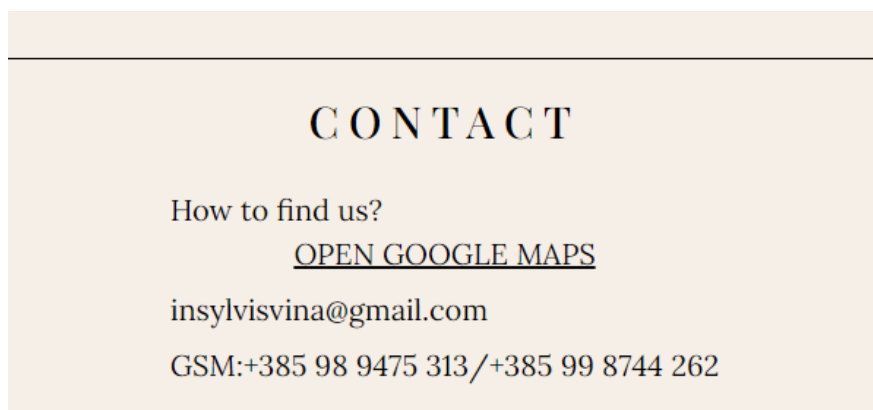 CONTACT
How to find us?
OPEN GOOGLE MAPS
insylvisvina@gmail.com
GSM:+385 98 9475 313/+385 99 8744 262